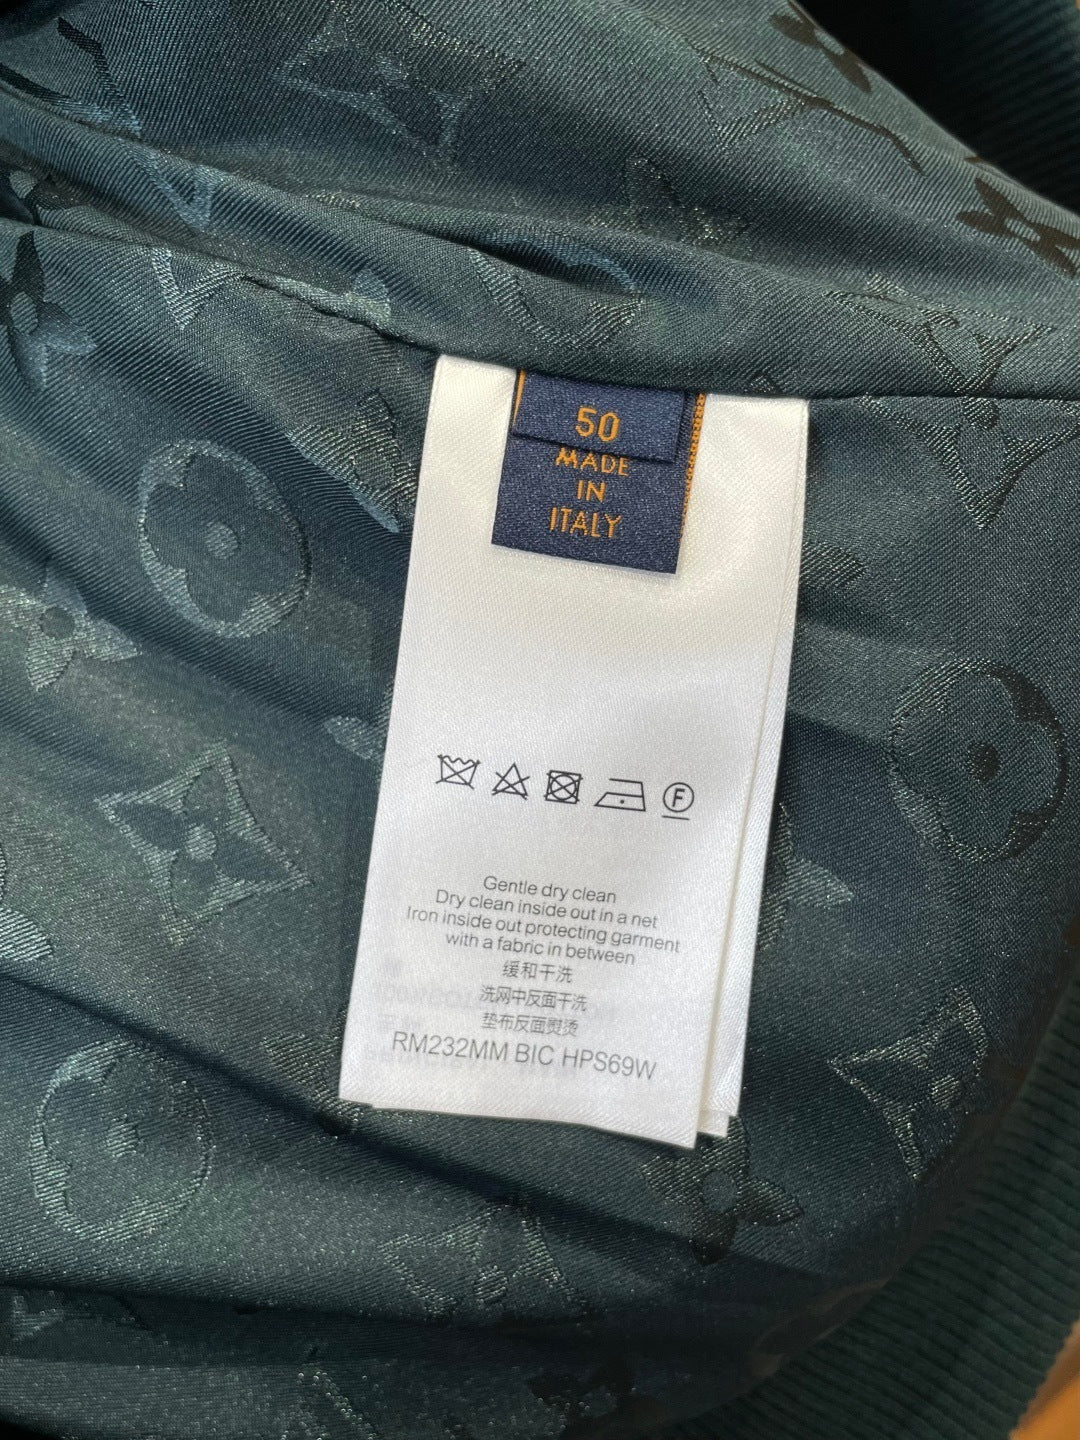 50
MADE
IN
ITALY
F
Gentle dry clean
Dry clean inside out in a net
Iron inside out protecting garment
with a fabric in between
缓和干洗
洗网中反面干洗
垫布反面熨烫
RM232MM BIC HPS69W